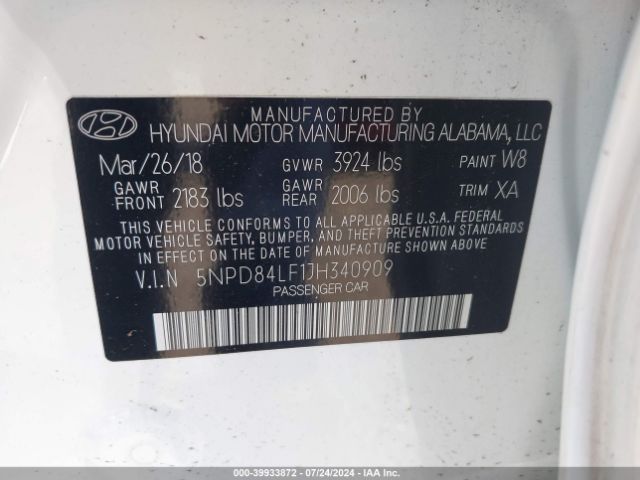 MANUFACTURED BY
HYUNDAI MOTOR MANUFACTURING ALABAMA, LLC
Mar/26/18 GVWR 3924 lbs PAINT W8
GAWR FRONT 2183 lbs GAWR REAR 2006 lbs TRIM XA
THIS VEHICLE CONFORMS TO ALL APPLICABLE U.S.A. FEDERAL
MOTOR VEHICLE SAFETY, BUMPER, AND THEFT PREVENTION
STANDARDS IN EFFECT ON THE DATE OF MANUFACTURE SHOWN ABOVE.
V.I.N 5NPD84LF1JH340909
PASSENGER CAR
000-39933872 - 07/24/2024 - IAA Inc.